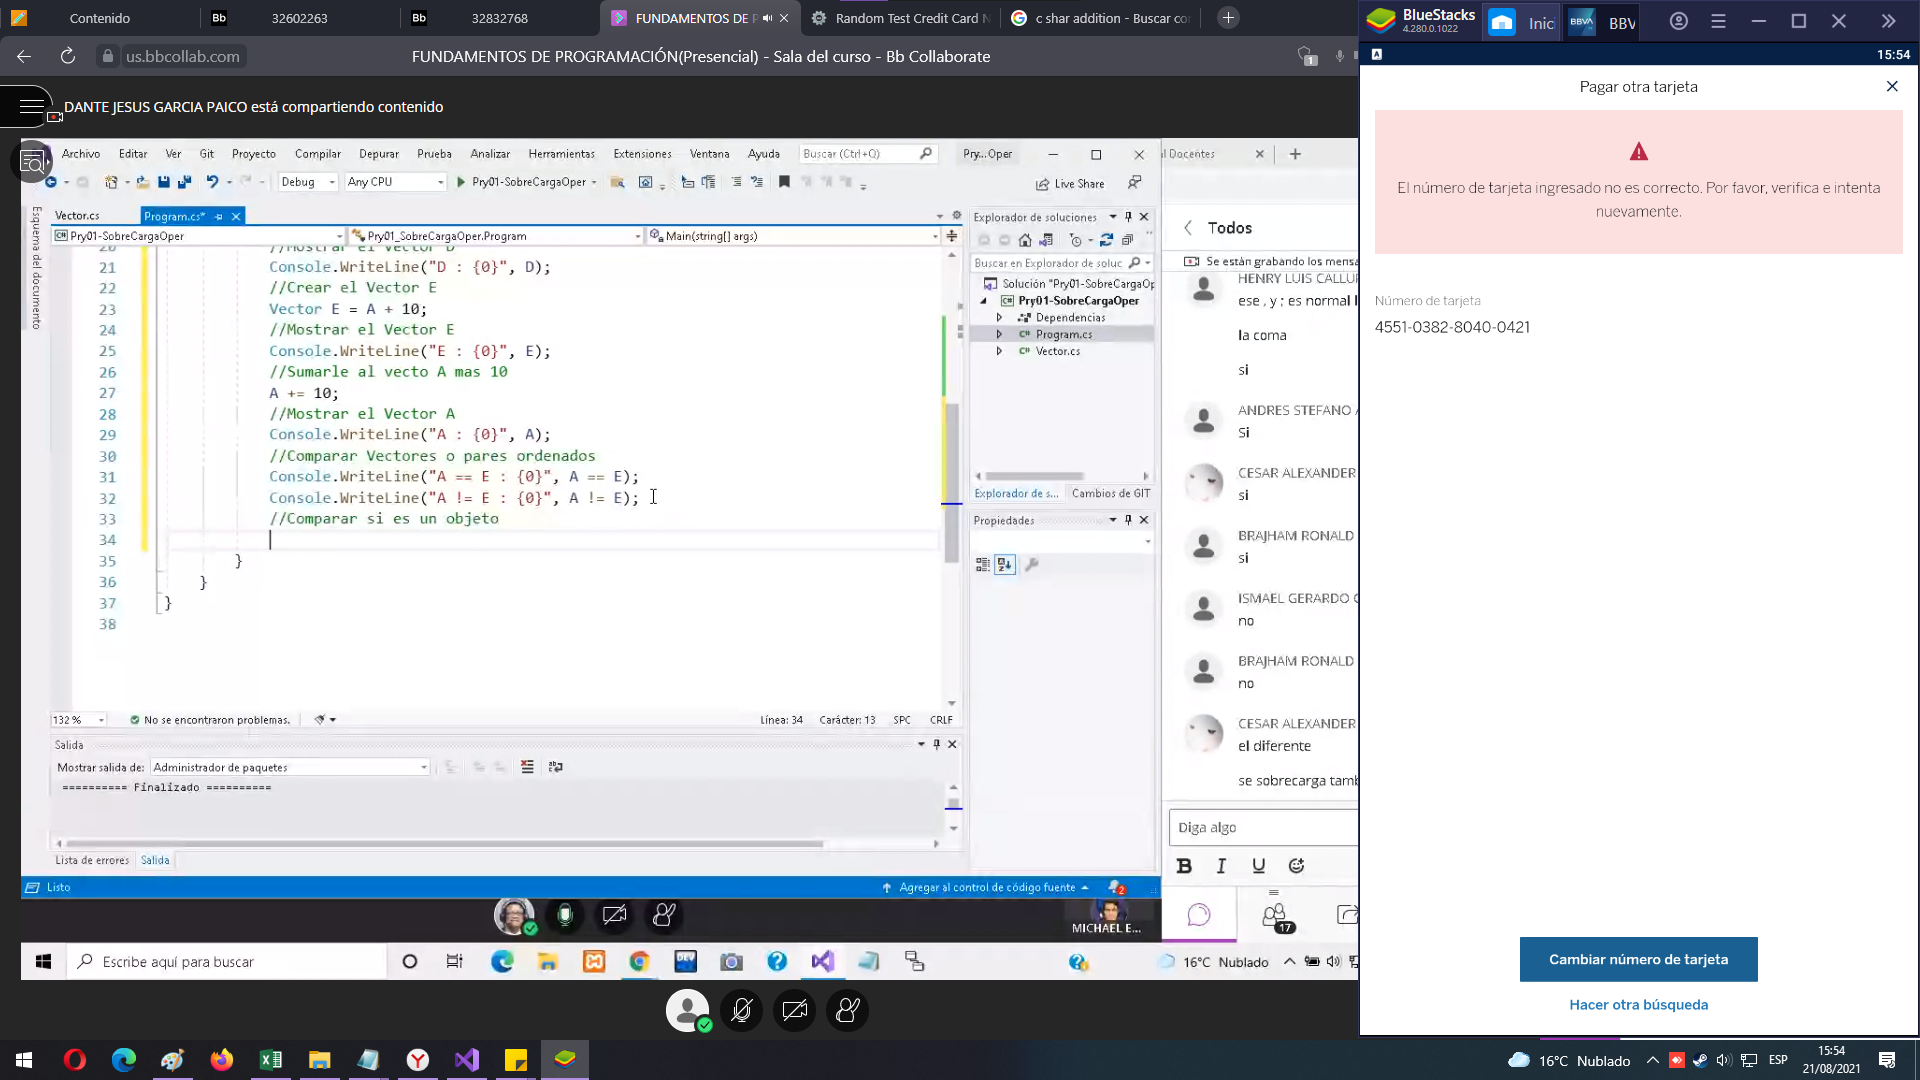 Contenido
Bb 32602263
Bb 32832768
FUNDAMENTOS DE P
Random Test Credit Card N
c shar addition - Buscar co
us.bbcollab.com
FUNDAMENTOS DE PROGRAMACIÓN(Presencial) - Sala del curso - Bb Collaborate
1
DANTE JESUS GARCIA PAICO está compartiendo contenido
Archivo Editar Ver Git Proyecto Compilar Depurar Prueba Analizar Herramientas Extensiones Ventana Ayuda Buscar (Ctrl+Q) Pry...Oper
Debug Any CPU Pry01-SobreCargaOper Live Share
Esquema del documento
Vector.cs Program.cs*
Pry01-SobreCargaOper Pry01_SobreCargaOper.Program Main(string[] args)
20 //Mostrar el Vector D
21 Console.WriteLine("D : {0}", D);
22 //Crear el Vector E
23 Vector E = A + 10;
24 //Mostrar el Vector E
25 Console.WriteLine("E : {0}", E);
26 //Sumarle al vecto A mas 10
27 A += 10;
28 //Mostrar el Vector A
29 Console.WriteLine("A : {0}", A);
30 //Comparar Vectores o pares ordenados
31 Console.WriteLine("A == E : {0}", A == E);
32 Console.WriteLine("A != E : {0}", A != E);
33 //Comparar si es un objeto
34
35 }
36 }
37 }
38
132 % No se encontraron problemas. Línea: 34 Carácter: 13 SPC CRLF
Salida
Mostrar salida de: Administrador de paquetes
========== Finalizado ==========
Lista de errores Salida
Listo Agregar al control de código fuente 2
Explorador de soluciones
Buscar en Explorador de soluc
Solución "Pry01-SobreCargaOp
Pry01-SobreCargaOper
Dependencias
C# Program.cs
C# Vector.cs
Explorador de s... Cambios de GIT
Propiedades
l Docentes
Todos
Se están grabando los mensa
HENRY LUIS CALLUP
ese , y ; es normal l
la coma
si
ANDRES STEFANO A
Si
CESAR ALEXANDER
si
BRAJHAM RONALD
si
ISMAEL GERARDO C
no
BRAJHAM RONALD
no
CESAR ALEXANDER
el diferente
se sobrecarga tamb
Diga algo
B I U
17
MICHAEL E...
Escribe aquí para buscar
DEV
16°C Nublado
BlueStacks
4.280.0.1022
Inic
BBVA BBV
15:54
Pagar otra tarjeta
El número de tarjeta ingresado no es correcto. Por favor, verifica e intenta
nuevamente.
Número de tarjeta
4551-0382-8040-0421
Cambiar número de tarjeta
Hacer otra búsqueda
16°C Nublado ESP
15:54
21/08/2021